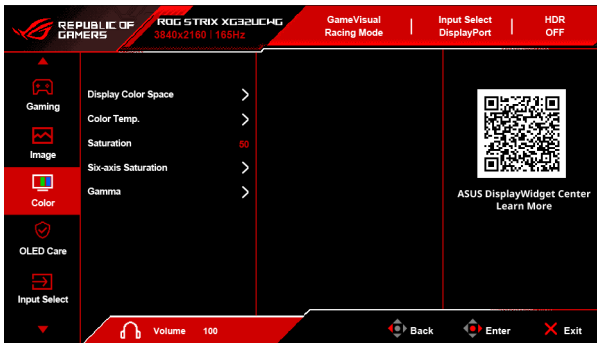 REPUBLIC OF
GAMERS
ROG STRIX XG32UCWG
3840x2160 | 165Hz
GameVisual
Racing Mode
Input Select
DisplayPort
HDR
OFF
Gaming
Image
Color
OLED Care
Input Select
Display Color Space
Color Temp.
Saturation 50
Six-axis Saturation
Gamma
ASUS DisplayWidget Center
Learn More
Volume 100
Back
Enter
Exit